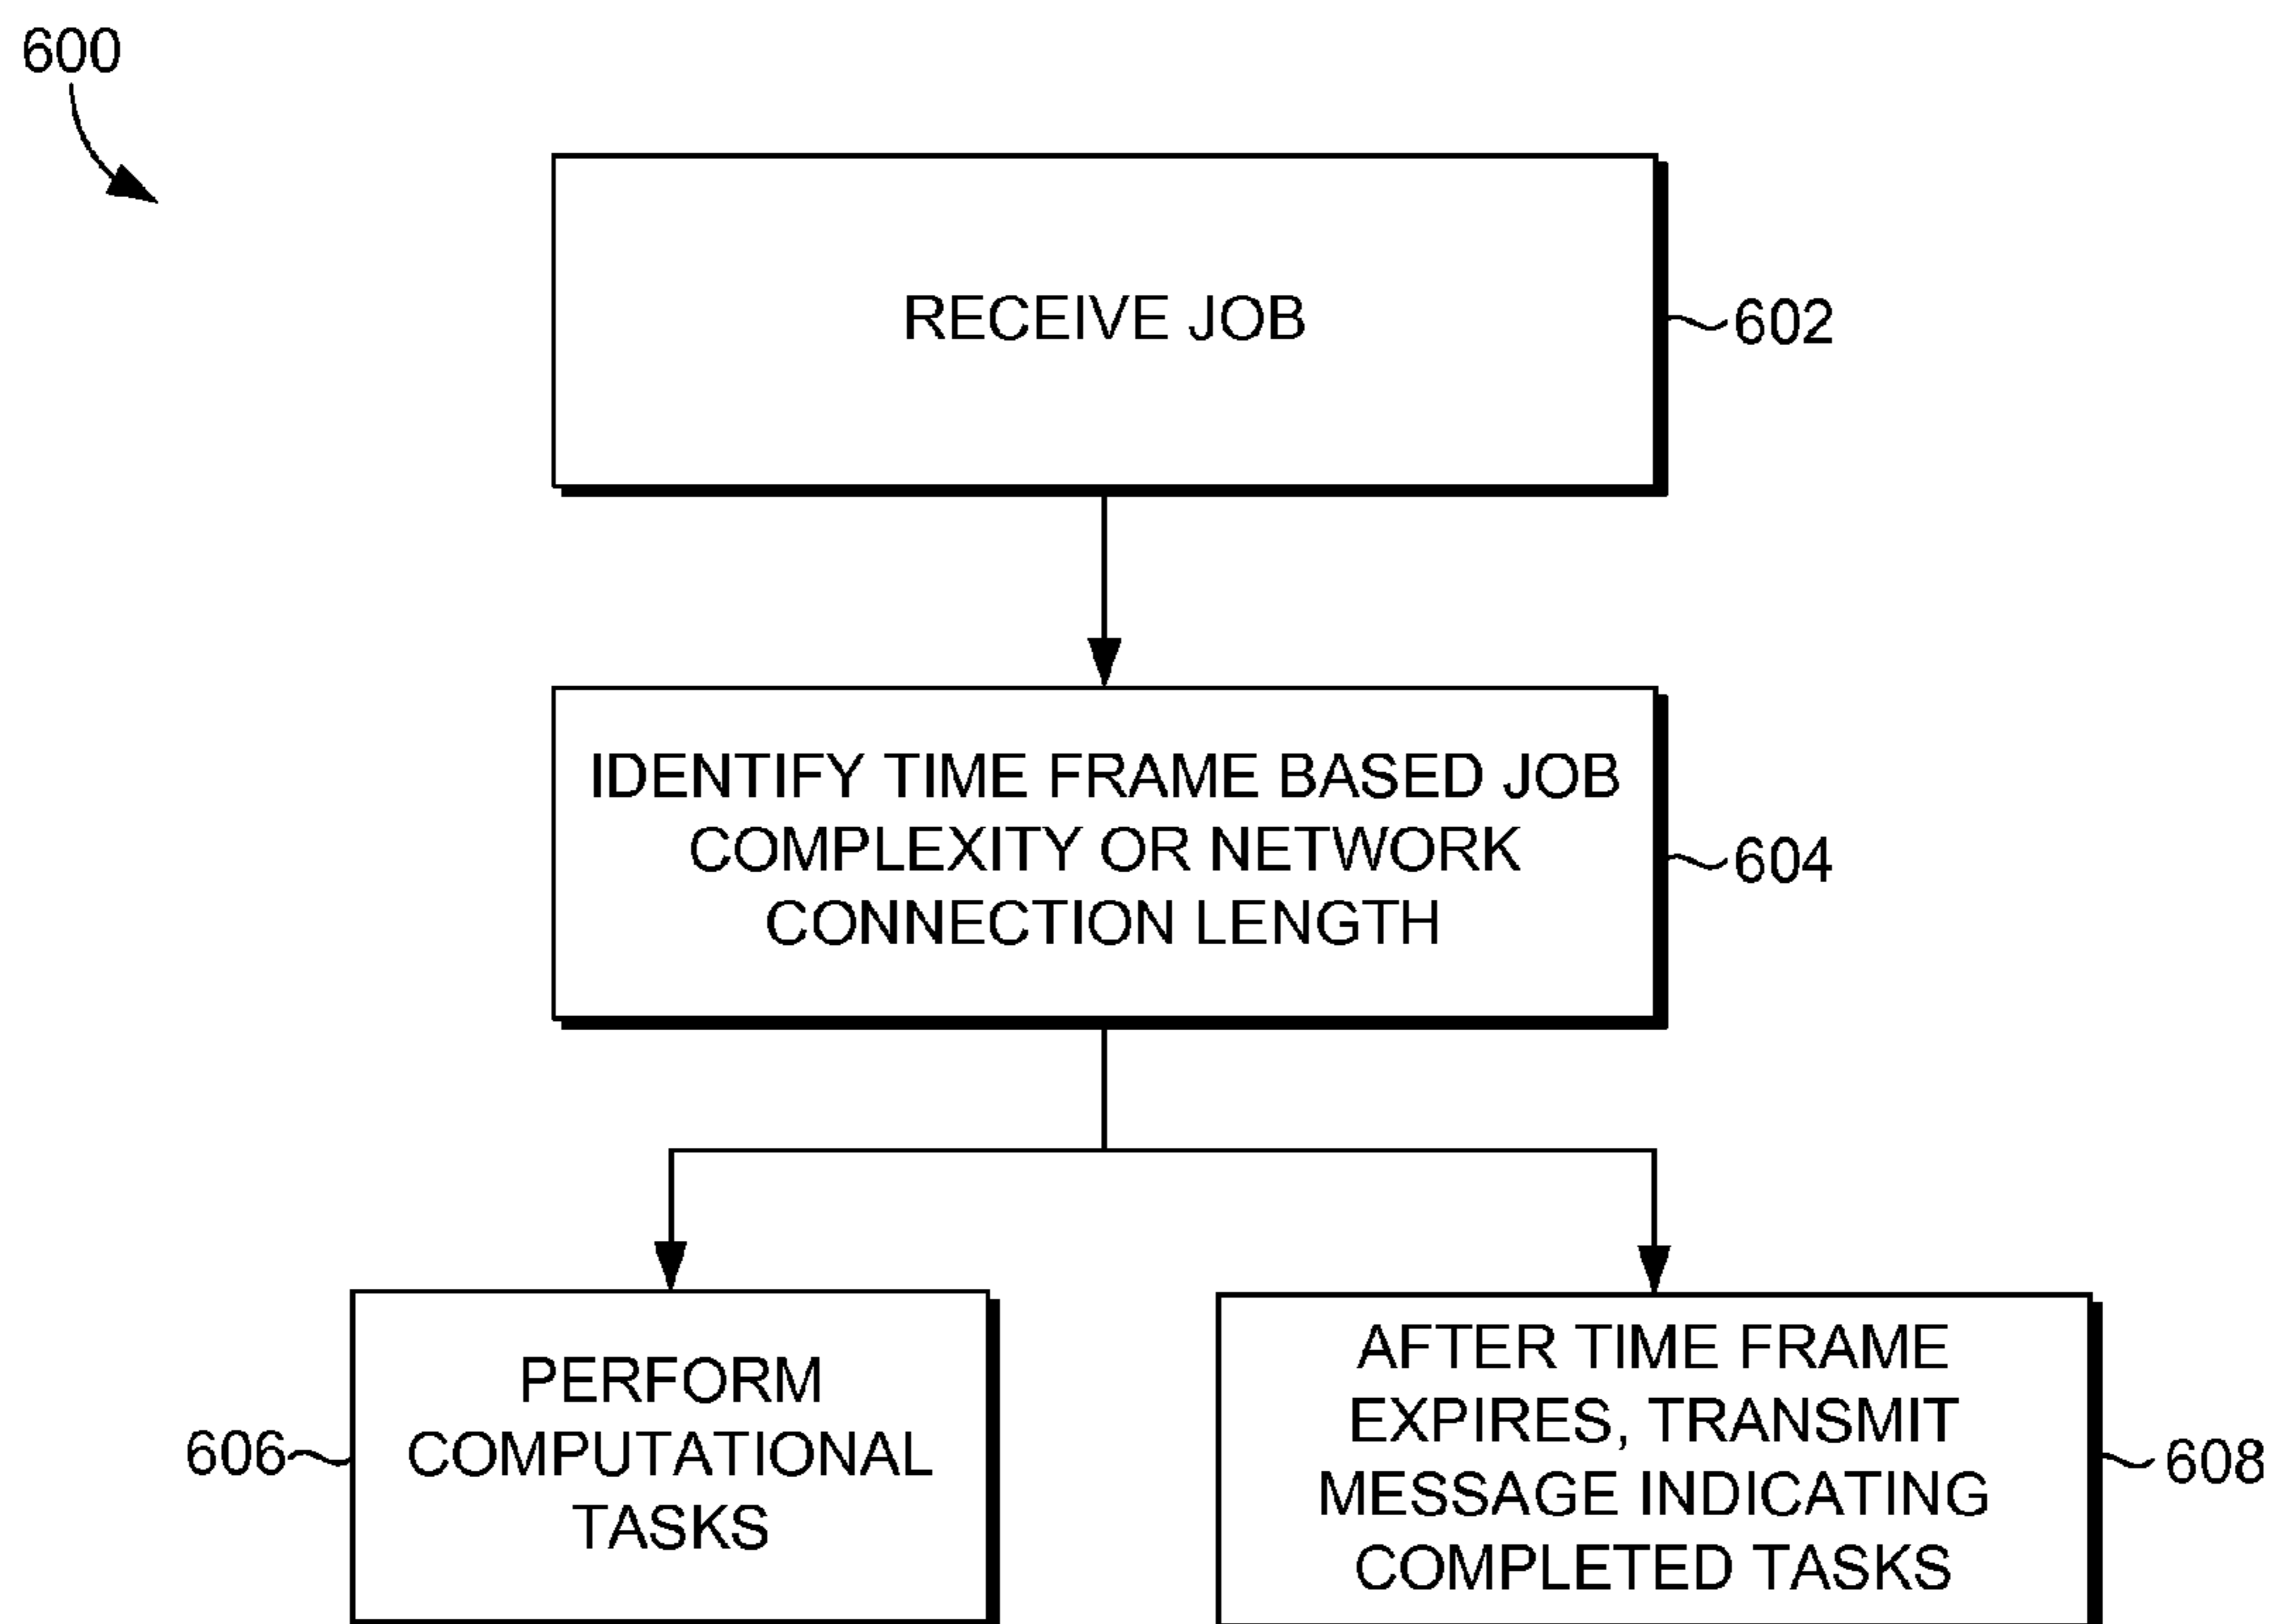 600
RECEIVE JOB
602
IDENTIFY TIME FRAME BASED JOB
COMPLEXITY OR NETWORK
CONNECTION LENGTH
604
PERFORM
COMPUTATIONAL
TASKS
606
AFTER TIME FRAME
EXPIRES, TRANSMIT
MESSAGE INDICATING
COMPLETED TASKS
608